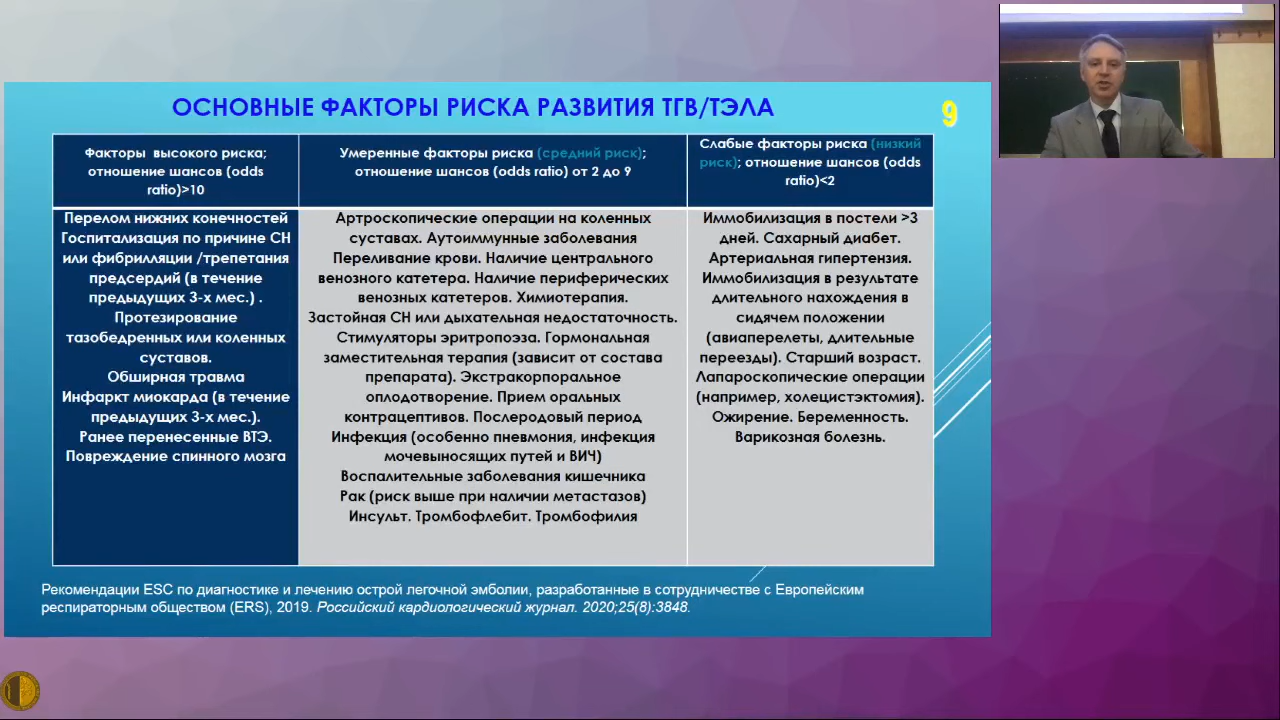 ОСНОВНЫЕ ФАКТОРЫ РИСКА РАЗВИТИЯ ТГВ/ТЭЛА
9
Факторы высокого риска;
отношение шансов (odds
ratio)>10
Умеренные факторы риска (средний риск);
отношение шансов (odds ratio) от 2 до 9
Слабые факторы риска (низкий
риск); отношение шансов (odds
ratio)<2
Перелом нижних конечностей
Госпитализация по причине СН
или фибрилляции /трепетания
предсердий (в течение
предыдущих 3-х мес.) .
Протезирование
тазобедренных или коленных
суставов.
Обширная травма
Инфаркт миокарда (в течение
предыдущих 3-х мес.).
Ранее перенесенные ВТЭ.
Повреждение спинного мозга
Артроскопические операции на коленных
суставах. Аутоиммунные заболевания
Переливание крови. Наличие центрального
венозного катетера. Наличие периферических
венозных катетеров. Химиотерапия.
Застойная СН или дыхательная недостаточность.
Стимуляторы эритропоэза. Гормональная
заместительная терапия (зависит от состава
препарата). Экстракорпоральное
оплодотворение. Прием оральных
контрацептивов. Послеродовый период
Инфекция (особенно пневмония, инфекция
мочевыносящих путей и ВИЧ)
Воспалительные заболевания кишечника
Рак (риск выше при наличии метастазов)
Инсульт. Тромбофлебит. Тромбофилия
Иммобилизация в постели >3
дней. Сахарный диабет.
Артериальная гипертензия.
Иммобилизация в результате
длительного нахождения в
сидячем положении
(авиаперелеты, длительные
переезды). Старший возраст.
Лапароскопические операции
(например, холецистэктомия).
Ожирение. Беременность.
Варикозная болезнь.
Рекомендации ESC по диагностике и лечению острой легочной эмболии, разработанные в сотрудничестве с Европейским
респираторным обществом (ERS), 2019. Российский кардиологический журнал. 2020;25(8):3848.